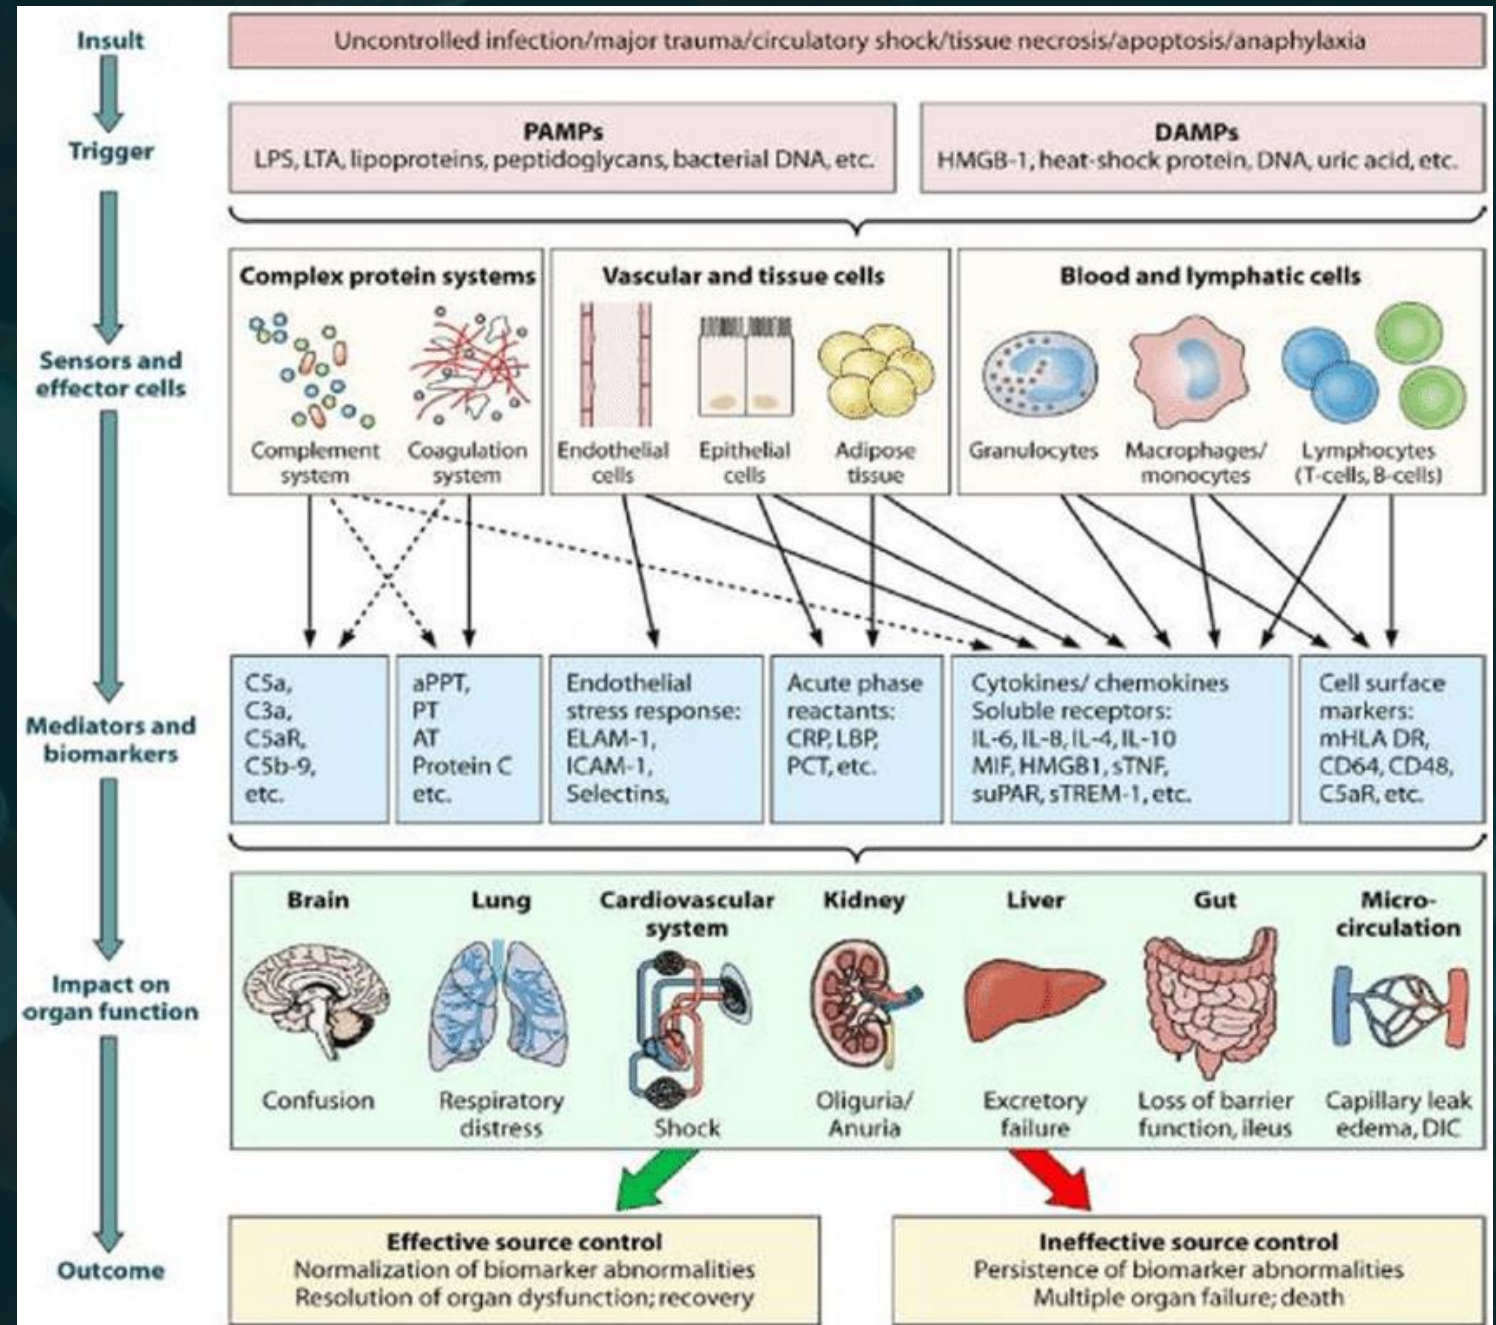 Insult
Uncontrolled infection/major trauma/circulatory shock/tissue necrosis/apoptosis/anaphylaxia
Trigger
PAMPs
LPS, LTA, lipoproteins, peptidoglycans, bacterial DNA, etc.
DAMPs
HMGB-1, heat-shock protein, DNA, uric acid, etc.
Sensors and
effector cells
Complex protein systems
Complement
system
Coagulation
system
Vascular and tissue cells
Endothelial
cells
Epithelial
cells
Adipose
tissue
Blood and lymphatic cells
Granulocytes
Macrophages/
monocytes
Lymphocytes
(T-cells, B-cells)
Mediators and
biomarkers
C5a,
C3a,
C5aR,
C5b-9,
etc.
aPPT,
PT
AT
Protein C
etc.
Endothelial
stress response:
ELAM-1,
ICAM-1,
Selectins,
Acute phase
reactants:
CRP, LBP,
PCT, etc.
Cytokines/ chemokines
Soluble receptors:
IL-6, IL-8, IL-4, IL-10
MIF, HMGB1, sTNF,
suPAR, sTREM-1, etc.
Cell surface
markers:
mHLA DR,
CD64, CD48,
C5aR, etc.
Impact on
organ function
Brain
Confusion
Lung
Respiratory
distress
Cardiovascular
system
Shock
Kidney
Oliguria/
Anuria
Liver
Excretory
failure
Gut
Loss of barrier
function, ileus
Micro-
circulation
Capillary leak
edema, DIC
Outcome
Effective source control
Normalization of biomarker abnormalities
Resolution of organ dysfunction; recovery
Ineffective source control
Persistence of biomarker abnormalities
Multiple organ failure; death